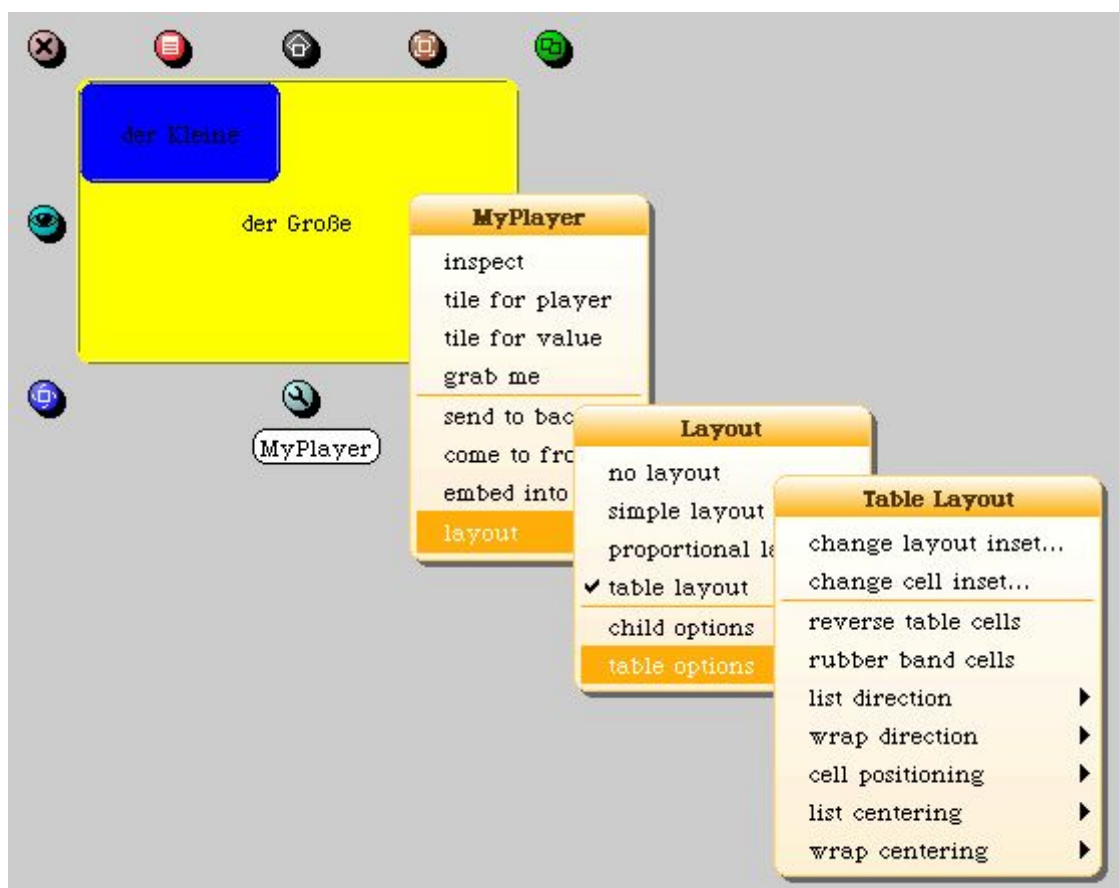 der Kleine
der Große
MyPlayer
MyPlayer
inspect
tile for player
tile for value
grab me
send to bac
come to fro
embed into
layout
Layout
no layout
simple layout
proportional la
table layout
child options
table options
Table Layout
change layout inset...
change cell inset...
reverse table cells
rubber band cells
list direction
wrap direction
cell positioning
list centering
wrap centering